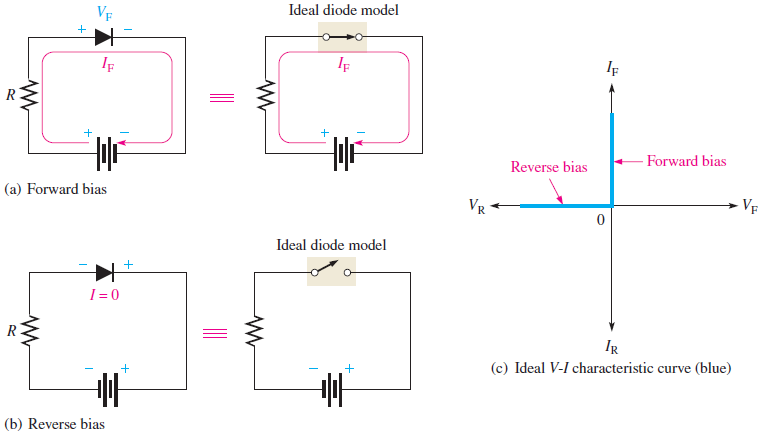 V_F
+ −
I_F
R
+ −
(a) Forward bias
Ideal diode model
I_F
+ −
− +
I = 0
R
− +
(b) Reverse bias
Ideal diode model
− +
I_F
Reverse bias
Forward bias
V_R
V_F
0
I_R
(c) Ideal V-I characteristic curve (blue)